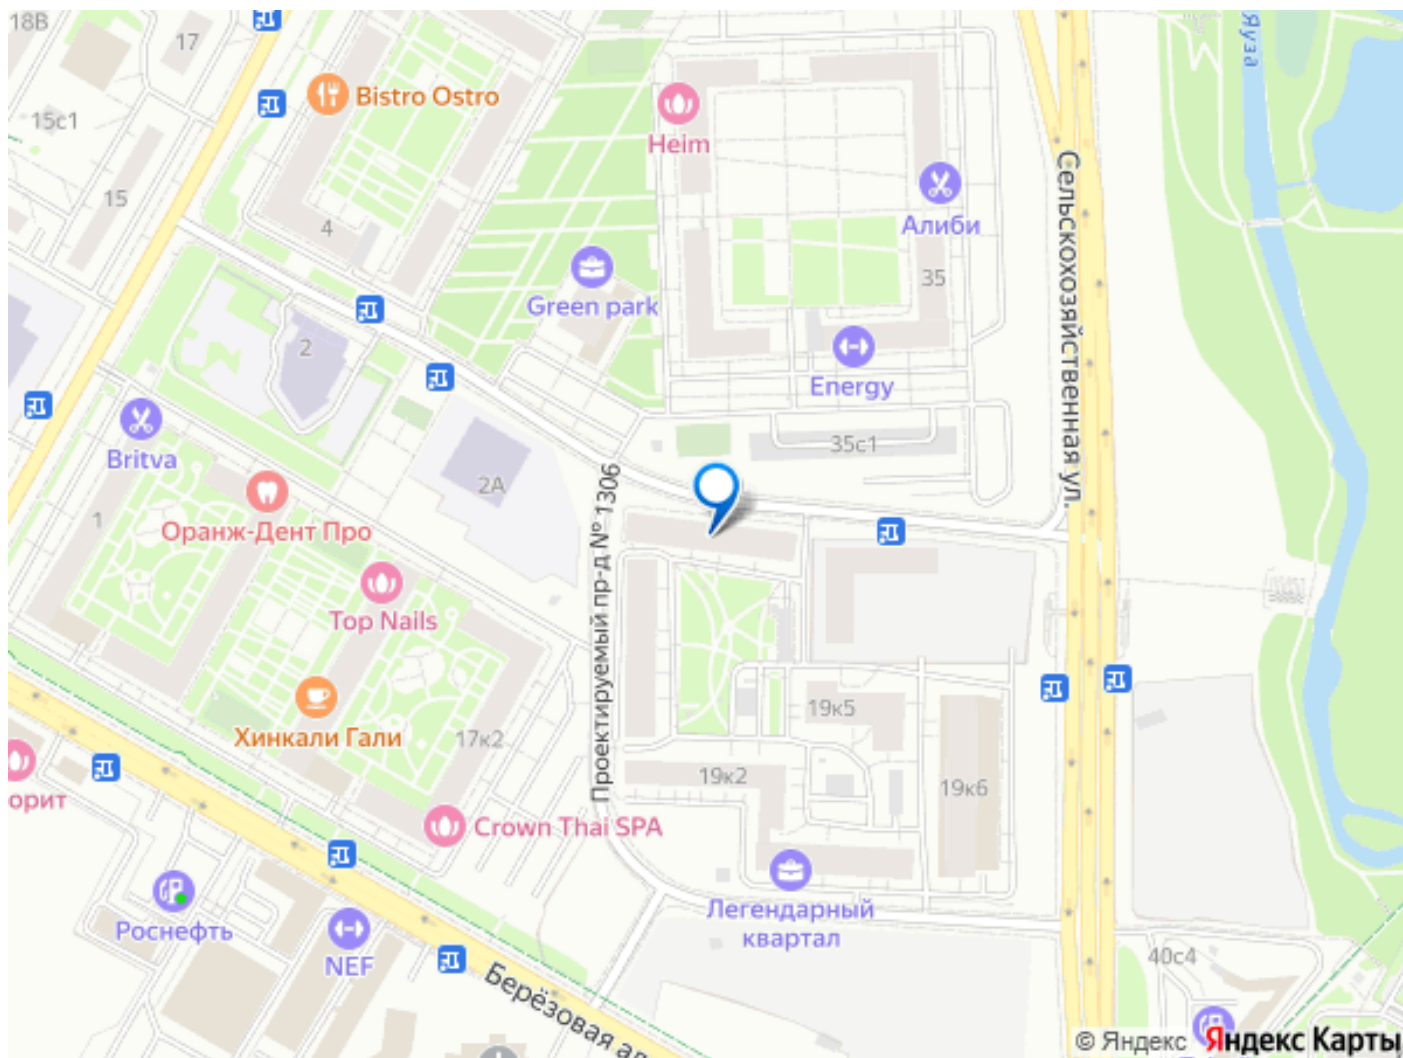 18В
17
Яуза
15с1
Bistro Ostro
Heim
Сельскохозяйственная ул.
15
4
Алиби
35
Green park
2
Energy
35с1
Britva
2А
Проектируемый пр-д № 1306
1
Оранж-Дент Про
Top Nails
19к5
Хинкали Гали
17к2
19к2
19к6
орит
Crown Thai SPA
Легендарный
квартал
Роснефть
NEF
40с4
Берёзовая ал
© Яндекс Яндекс Карты